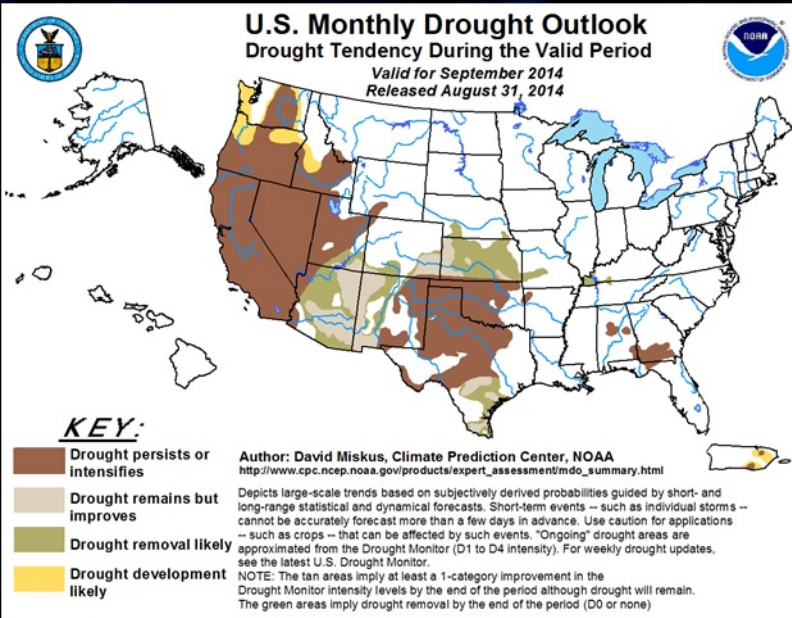 U.S. Monthly Drought Outlook
Drought Tendency During the Valid Period
Valid for September 2014
Released August 31, 2014
NOAA
KEY:
Drought persists or
intensifies
Drought remains but
improves
Drought removal likely
Drought development
likely
Author: David Miskus, Climate Prediction Center, NOAA
http://www.cpc.ncep.noaa.gov/products/expert_assessment/mdo_summary.html
Depicts large-scale trends based on subjectively derived probabilities guided by short- and
long-range statistical and dynamical forecasts. Short-term events -- such as individual storms --
cannot be accurately forecast more than a few days in advance. Use caution for applications
-- such as crops -- that can be affected by such events. "Ongoing" drought areas are
approximated from the Drought Monitor (D1 to D4 intensity). For weekly drought updates,
see the latest U.S. Drought Monitor.
NOTE: The tan areas imply at least a 1-category improvement in the
Drought Monitor intensity levels by the end of the period although drought will remain.
The green areas imply drought removal by the end of the period (D0 or none)